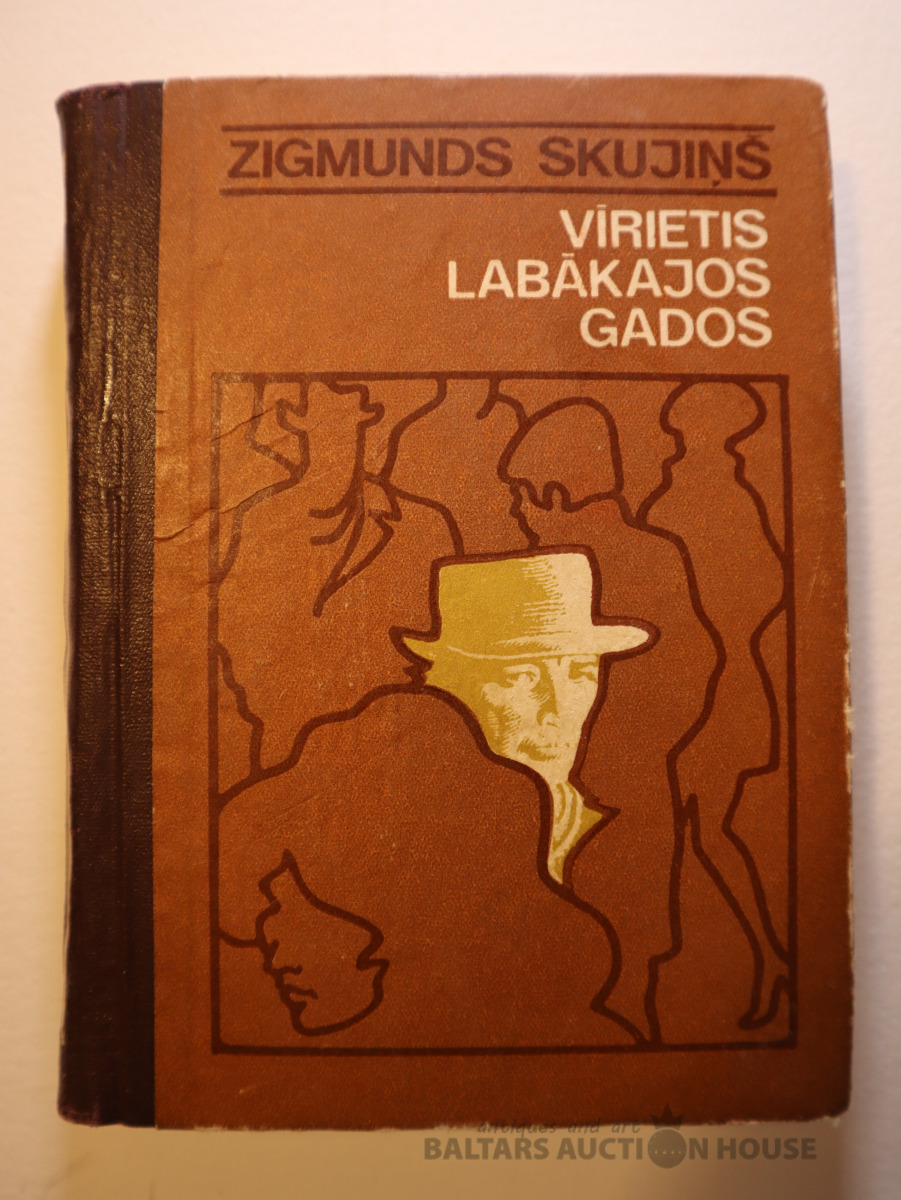 ZIGMUNDS SKUJIŅŠ
VĪRIETIS
LABĀKAJOS
GADOS
antiques and art
BALTARS AUCTION HOUSE